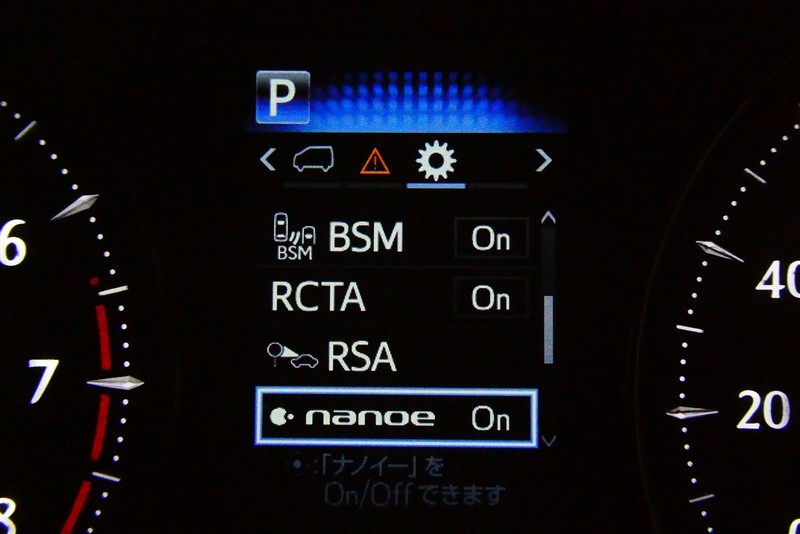 P
BSM BSM On
RCTA On
RSA
nanoe On
:「ナノイー」を
On/Offできます
6
7
8
40
20